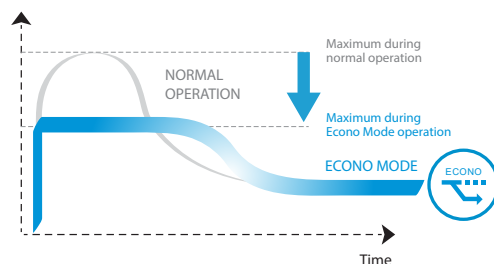 Maximum during
normal operation
NORMAL
OPERATION
Maximum during
Econo Mode operation
ECONO MODE
ECONO
Time